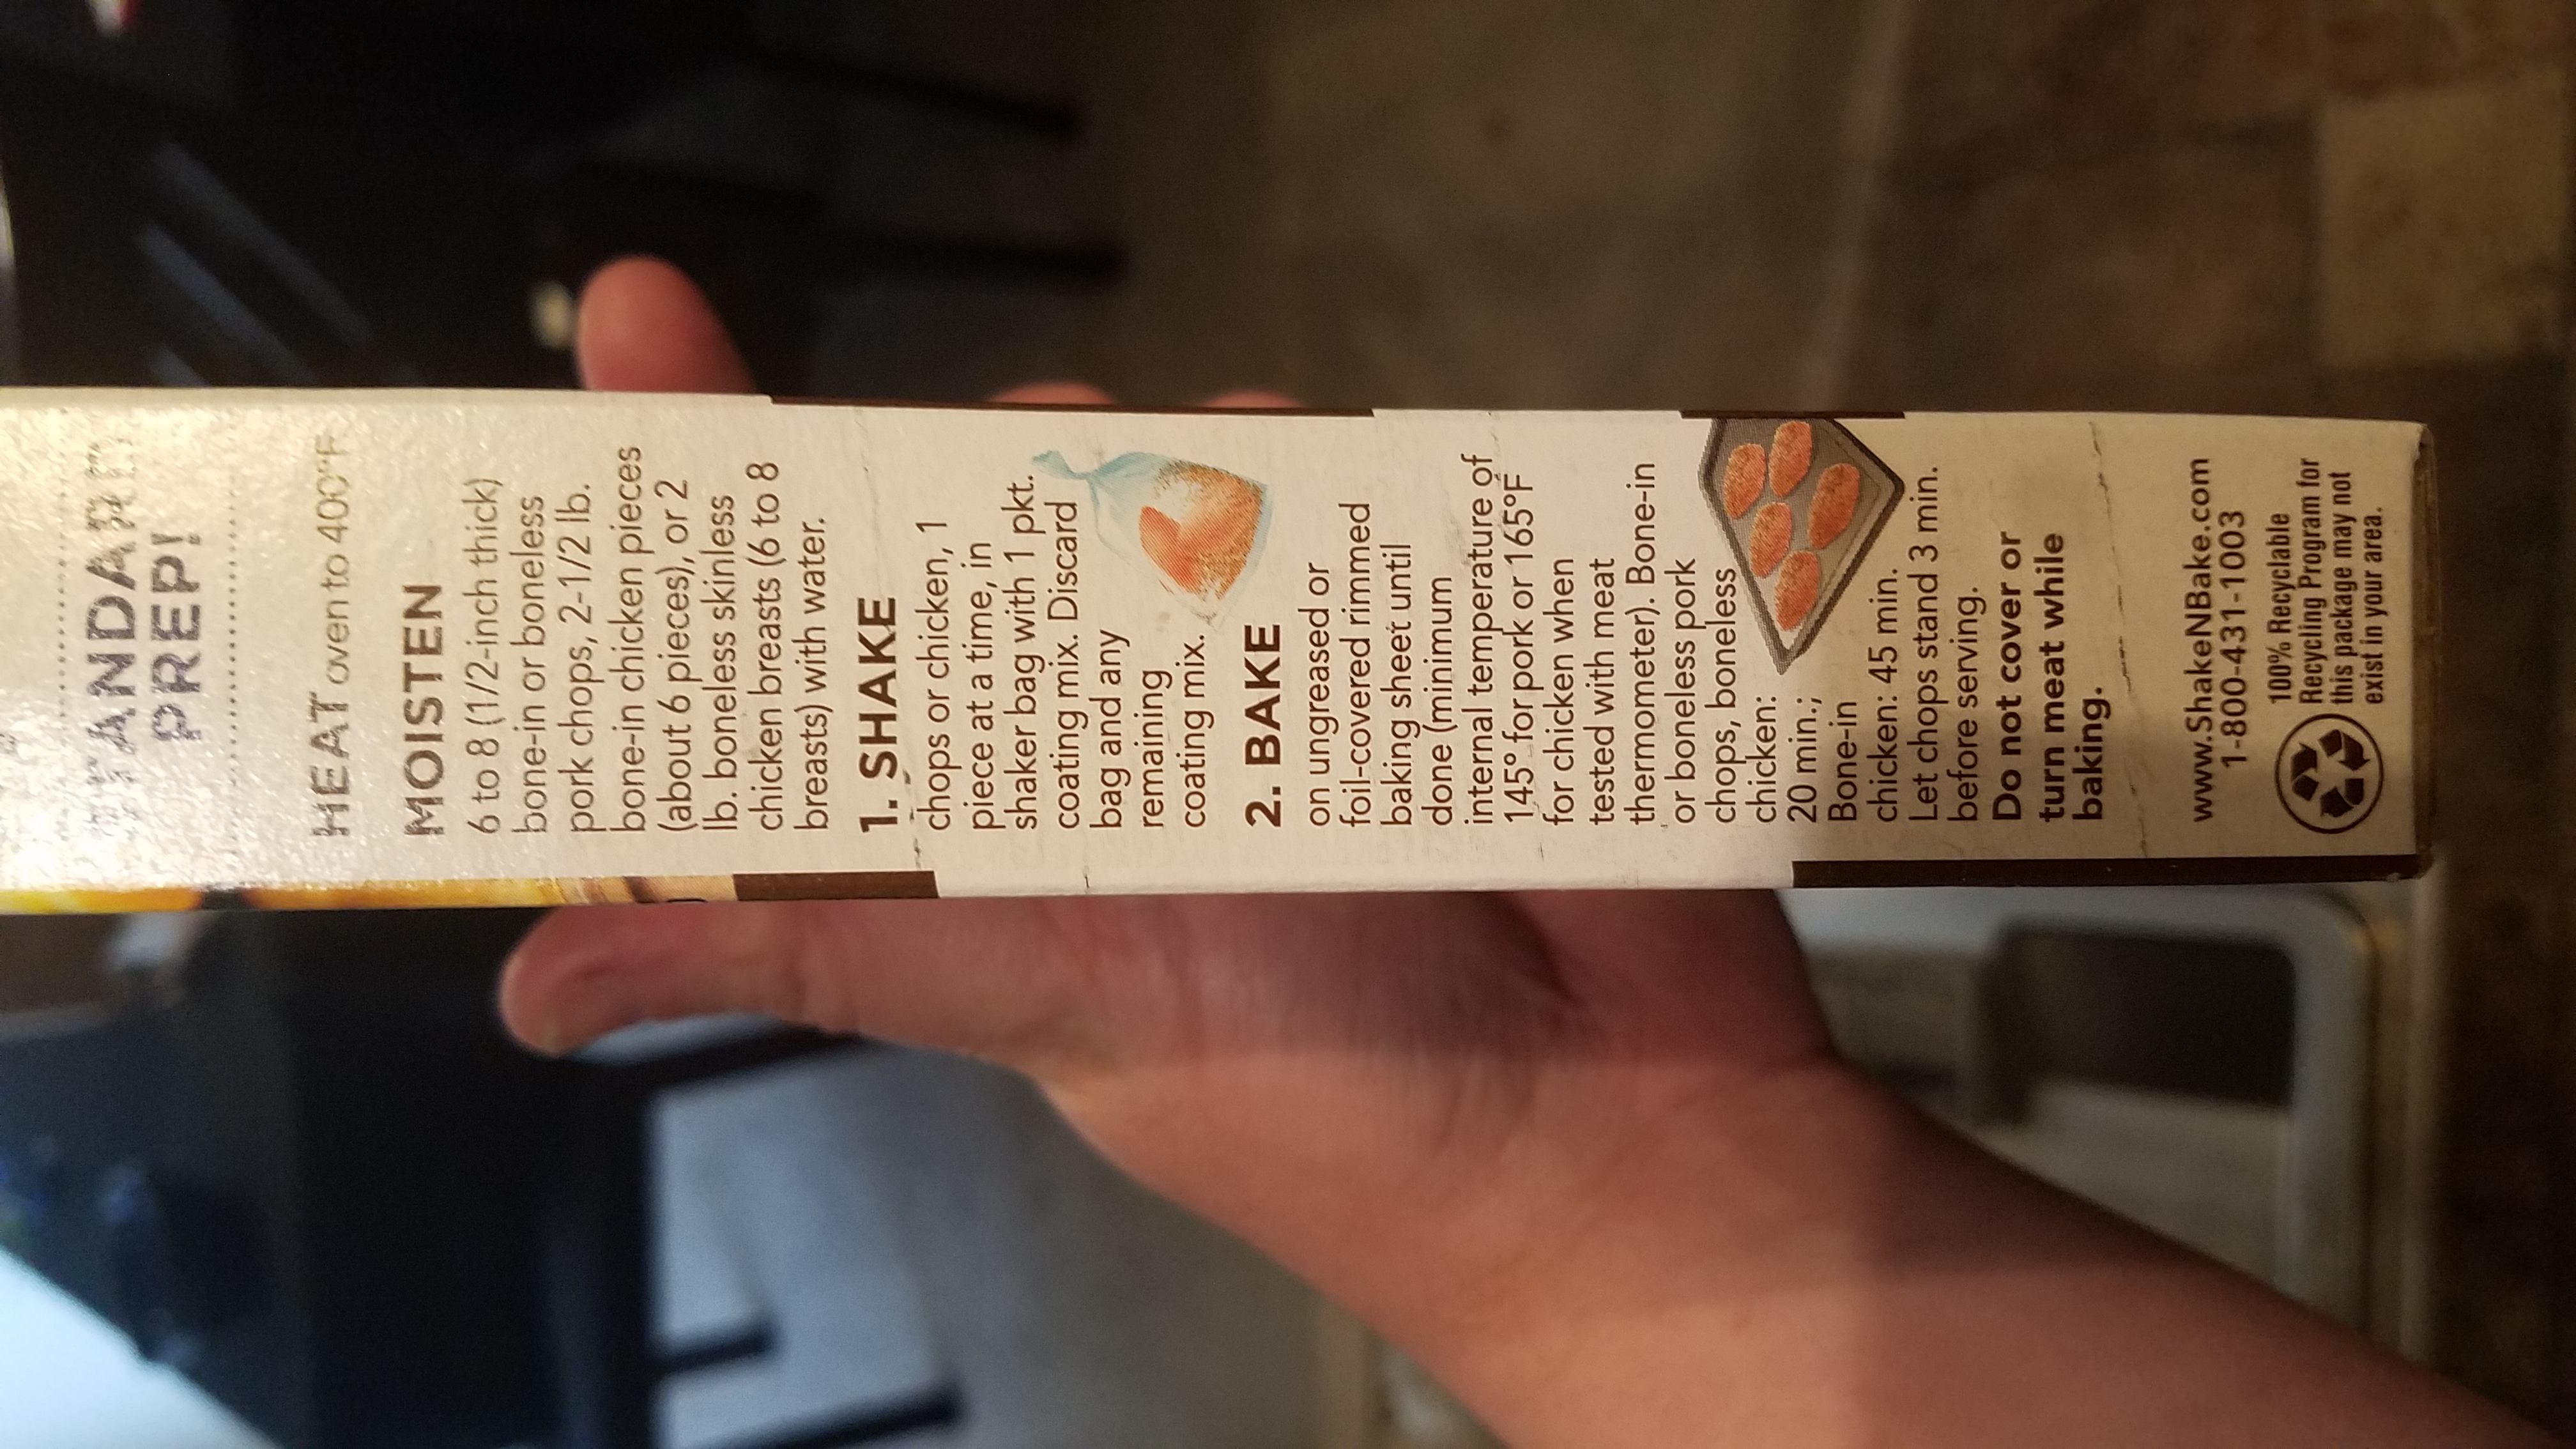 PREP!
HEAT oven to 400°F
MOISTEN
6 to 8 (1/2-inch thick)
bone-in or boneless
pork chops, 2-1/2 lb.
bone-in chicken pieces
(about 6 pieces), or 2
lb. boneless skinless
chicken breasts (6 to 8
breasts) with water.
1. SHAKE
chops or chicken, 1
piece at a time, in
shaker bag with 1 pkt.
coating mix. Discard
bag and any
remaining
coating mix.
2. BAKE
on ungreased or
foil-covered rimmed
baking sheet until
done (minimum
internal temperature of
145° for pork or 165°F
for chicken when
tested with meat
thermometer). Bone-in
or boneless pork
chops, boneless
chicken:
20 min.;
Bone-in
chicken: 45 min.
Let chops stand 3 min.
before serving.
Do not cover or
turn meat while
baking.
www.ShakeNBake.com
1-800-431-1003
100% Recyclable
Recycling Program for
this package may not
exist in your area.